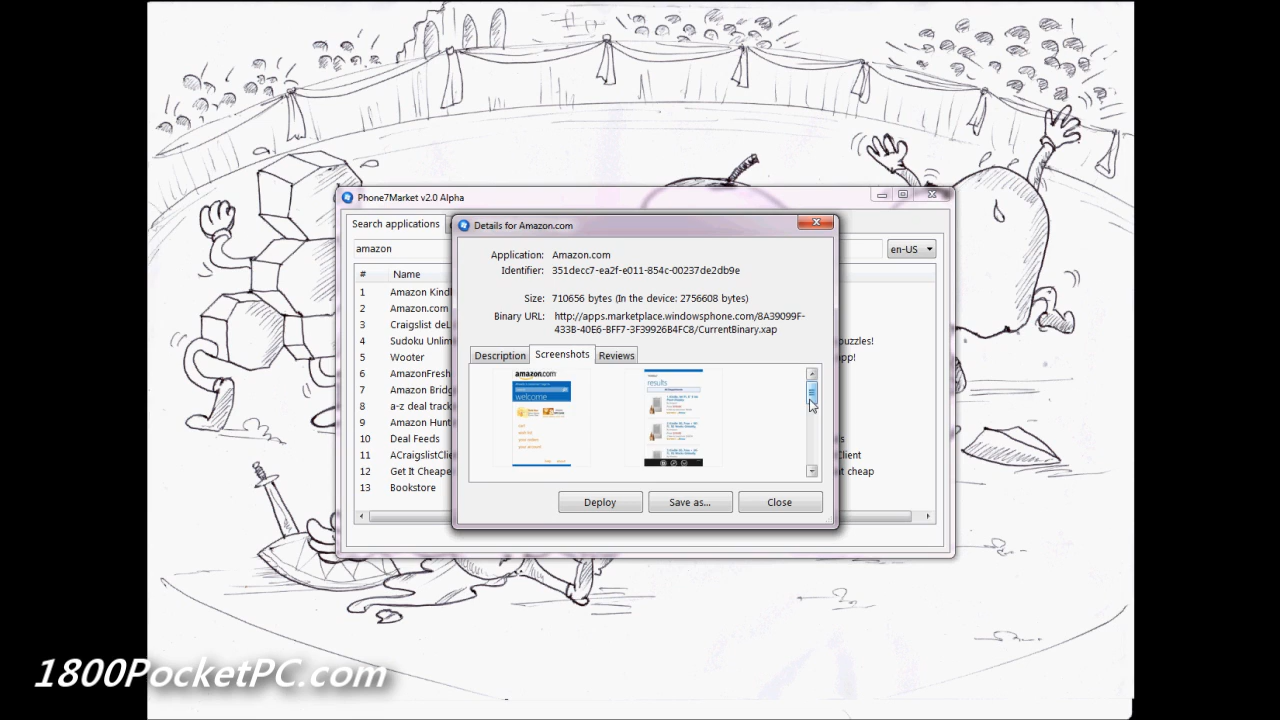 Phone7Market v2.0 Alpha
Search applications
amazon
en-US
# Name
1 Amazon Kindl
2 Amazon.com
3 Craigslist deL
4 Sudoku Unlim
puzzles!
5 Wooter
app!
6 AmazonFresh
7 Amazon Bridg
8 a-z deal track
9 Amazon Hunt
10 Deal Feeds
11 ACraigslistClie
Client
12 Get It Cheape
t cheap
13 Bookstore
Details for Amazon.com
Application: Amazon.com
Identifier: 351decc7-ea2f-e011-854c-00237de2db9e
Size: 710656 bytes (In the device: 2756608 bytes)
Binary URL: http://apps.marketplace.windowsphone.com/8A39099F-
433B-40E6-BFF7-3F39926B4FC8/CurrentBinary.xap
Description Screenshots Reviews
amazon.com
welcome
results
Deploy Save as... Close
1800PocketPC.com